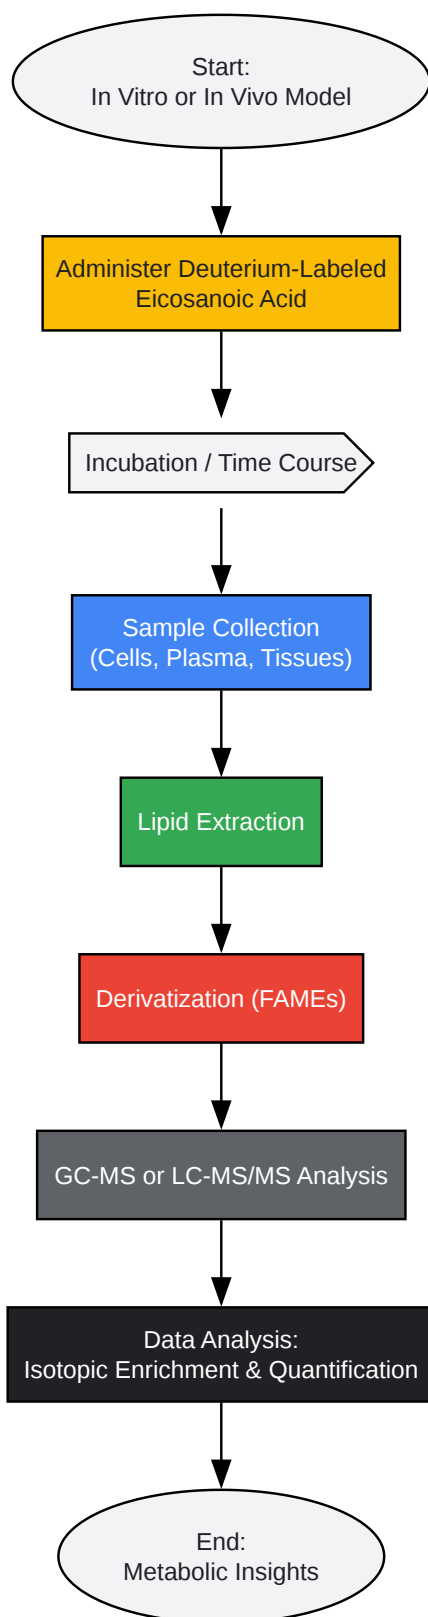 Start:
In Vitro or In Vivo Model
Administer Deuterium-Labeled
Eicosanoic Acid
Incubation / Time Course
Sample Collection
(Cells, Plasma, Tissues)
Lipid Extraction
Derivatization (FAMEs)
GC-MS or LC-MS/MS Analysis
Data Analysis:
Isotopic Enrichment & Quantification
End:
Metabolic Insights